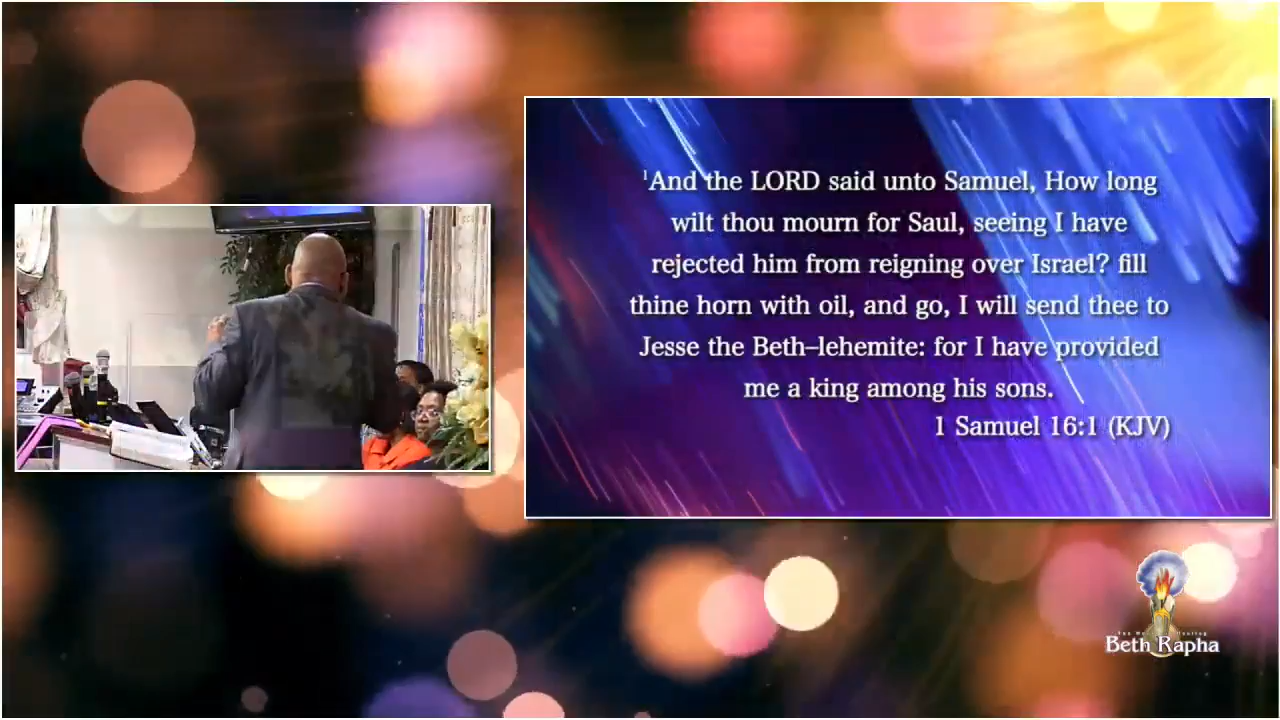 ¹And the LORD said unto Samuel, How long
wilt thou mourn for Saul, seeing I have
rejected him from reigning over Israel? fill
thine horn with oil, and go, I will send thee to
Jesse the Beth–lehemite: for I have provided
me a king among his sons.
1 Samuel 16:1 (KJV)
Beth Rapha